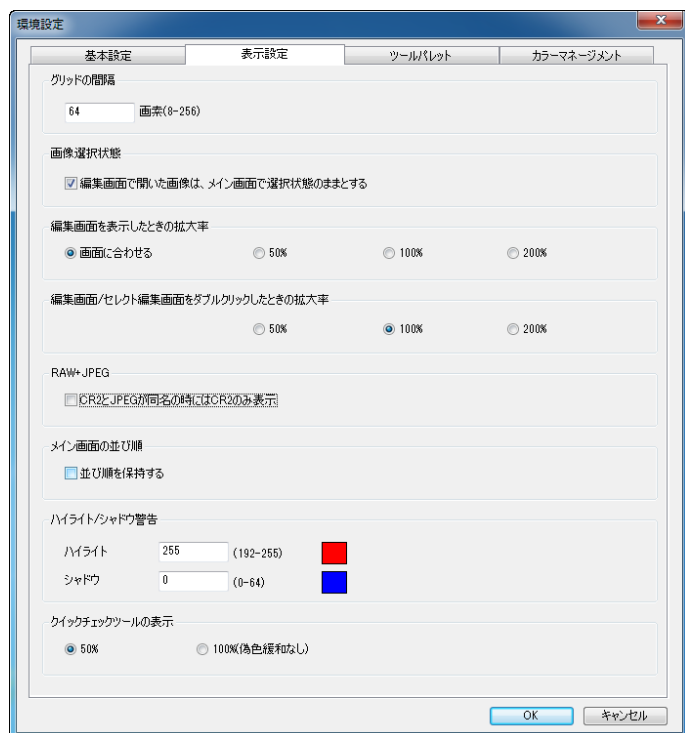 環境設定
基本設定 表示設定 ツールパレット カラーマネージメント
グリッドの間隔
64 画素(8-256)
画像選択状態
編集画面で開いた画像は、メイン画面で選択状態のままとする
編集画面を表示したときの拡大率
画面に合わせる 50% 100% 200%
編集画面/セレクト編集画面をダブルクリックしたときの拡大率
50% 100% 200%
RAW+JPEG
CR2とJPEGが同名の時にはCR2のみ表示
メイン画面の並び順
並び順を保持する
ハイライト/シャドウ警告
ハイライト 255 (192-255)
シャドウ 0 (0-64)
クイックチェックツールの表示
50% 100%(偽色緩和なし)
OK キャンセル